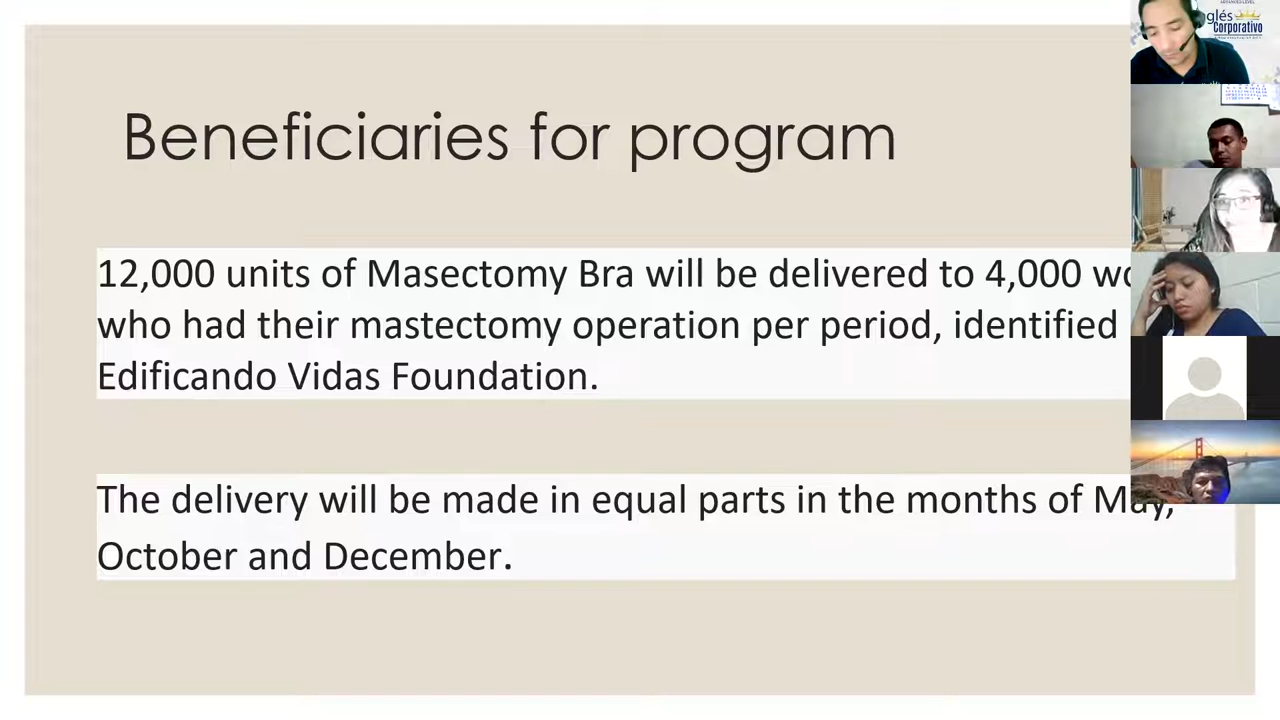 Beneficiaries for program
12,000 units of Masectomy Bra will be delivered to 4,000
who had their mastectomy operation per period, identified
Edificando Vidas Foundation.
The delivery will be made in equal parts in the months of May,
October and December.
glés
Corporativo